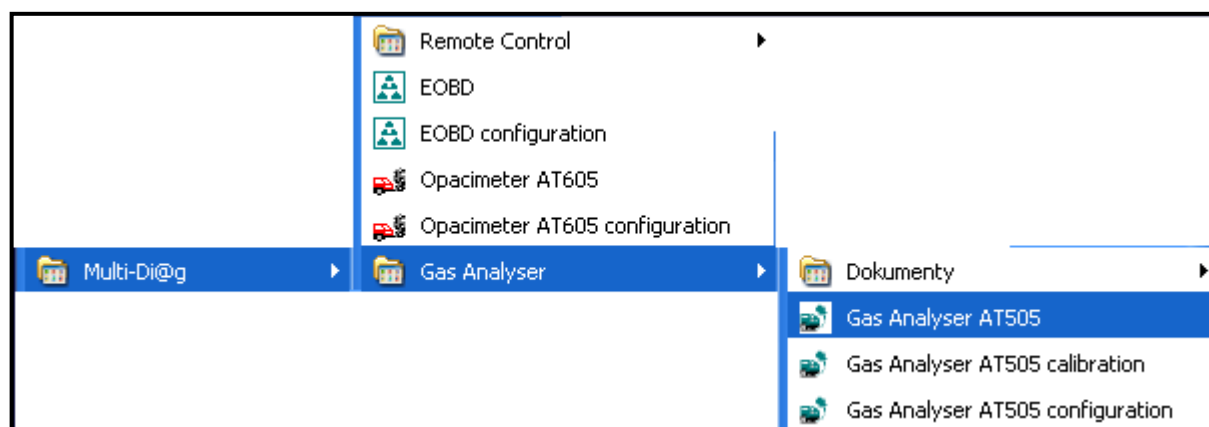 Remote Control
EOBD
EOBD configuration
Opacimeter AT605
Opacimeter AT605 configuration
Multi-Di@g
Gas Analyser
Dokumenty
Gas Analyser AT505
Gas Analyser AT505 calibration
Gas Analyser AT505 configuration